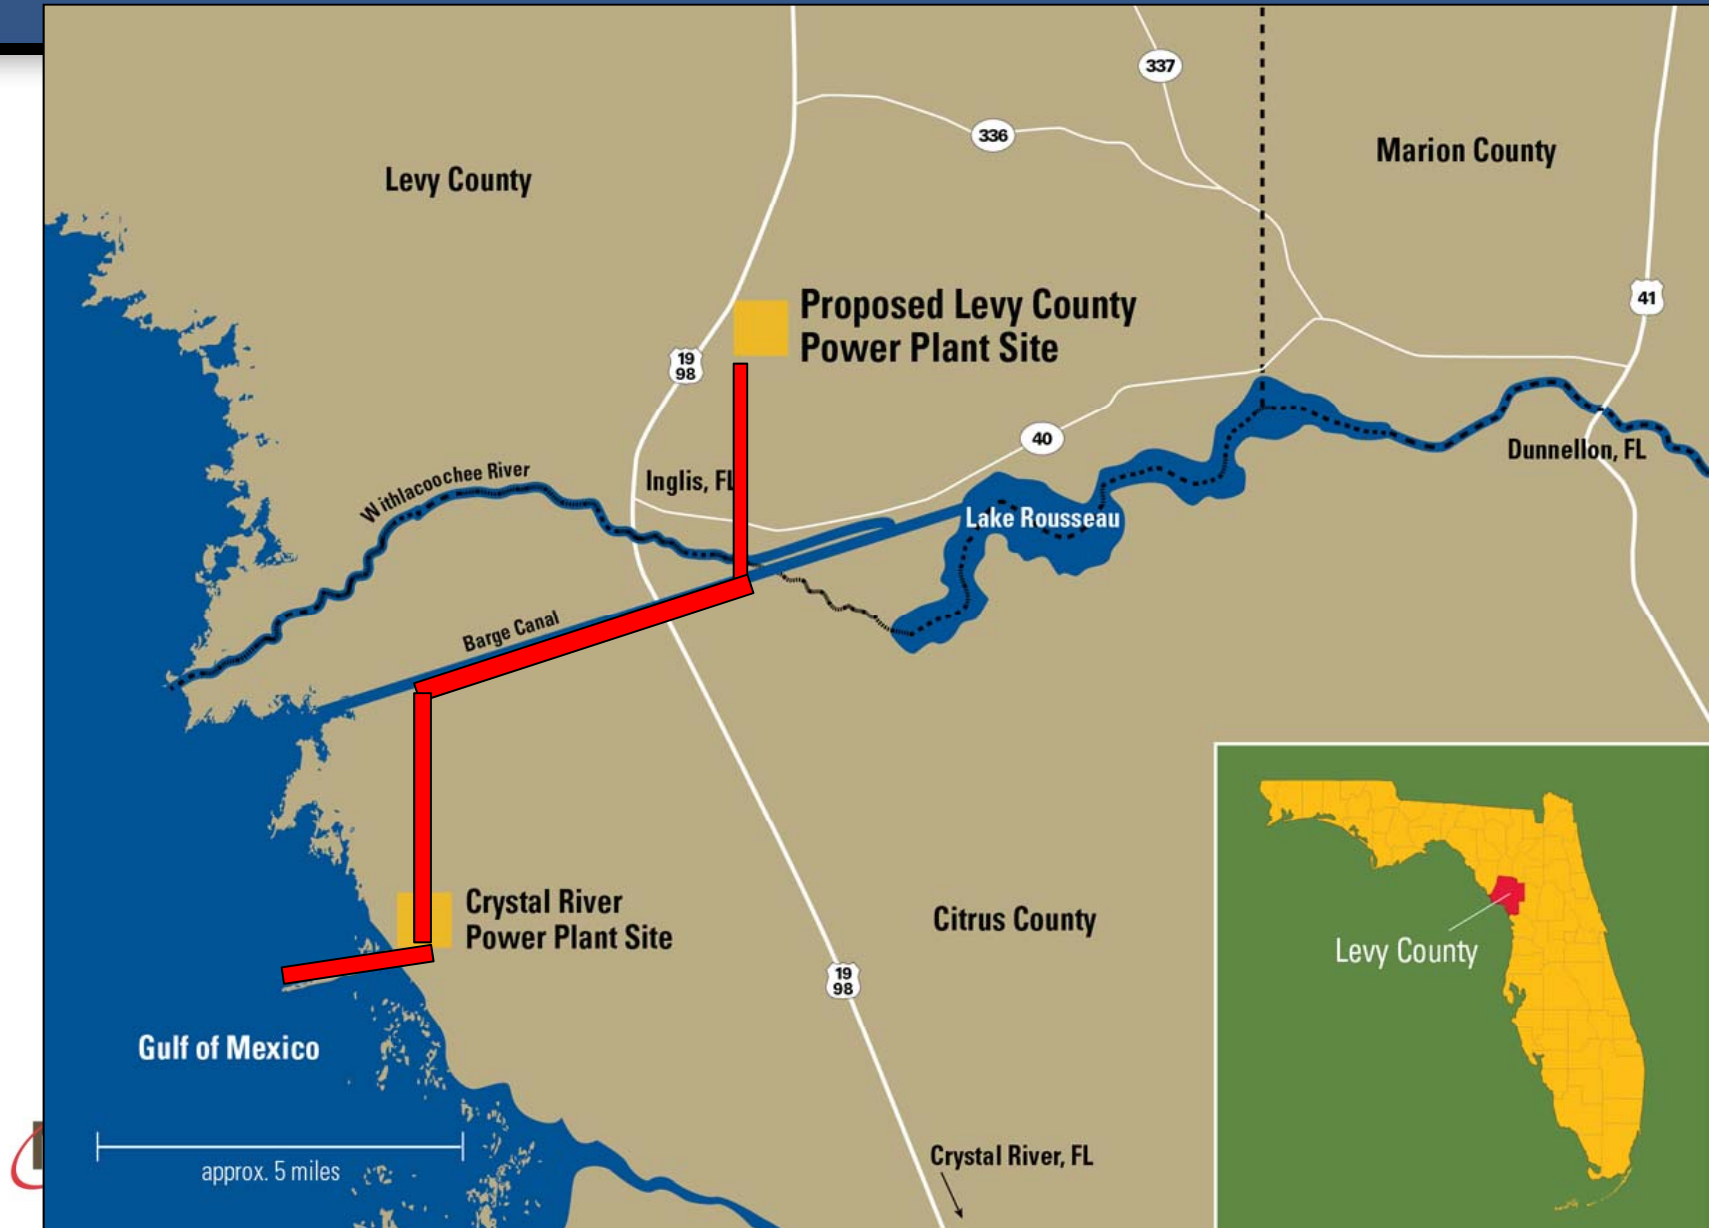 337
336
Marion County
Levy County
Proposed Levy County
Power Plant Site
41
19
98
40
Dunnellon, FL
Withlacoochee River
Inglis, FL
Lake Rousseau
Barge Canal
Crystal River
Power Plant Site
Citrus County
Levy County
19
98
Gulf of Mexico
approx. 5 miles
Crystal River, FL